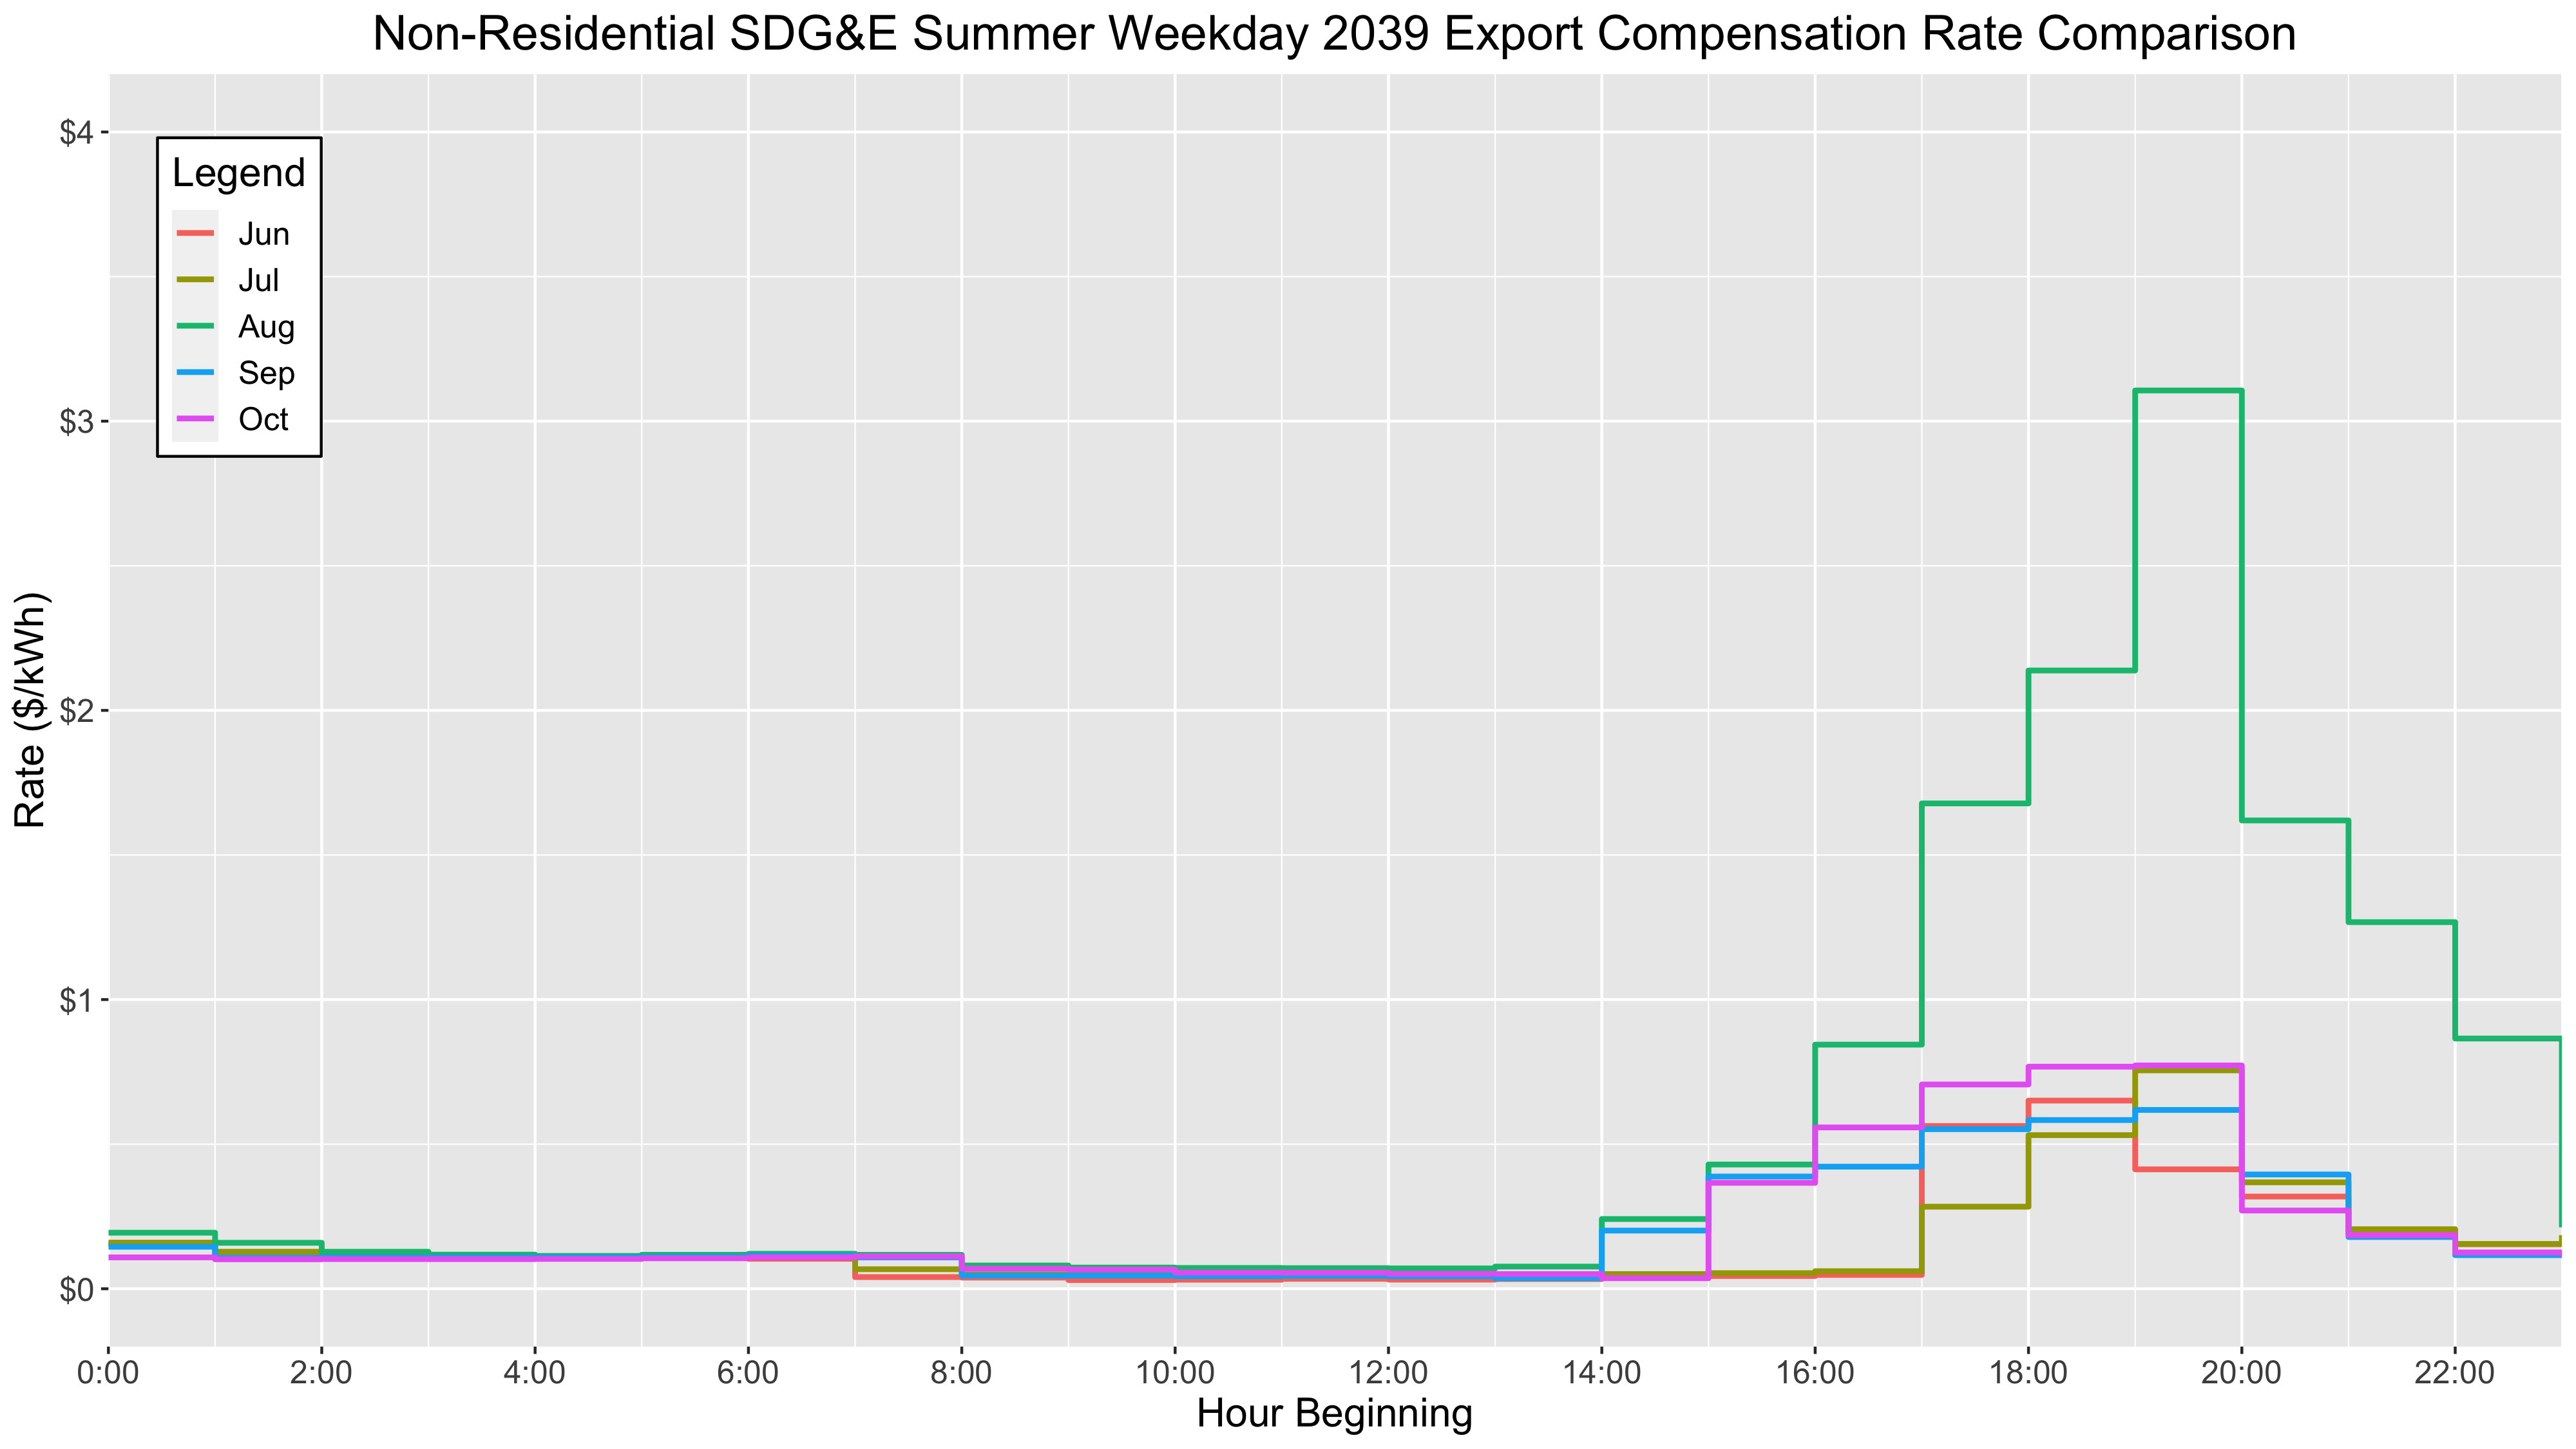 Non-Residential SDG&E Summer Weekday 2039 Export Compensation Rate Comparison
Rate ($/kWh)
$4
$3
$2
$1
$0
Legend
Jun
Jul
Aug
Sep
Oct
0:00 2:00 4:00 6:00 8:00 10:00 12:00 14:00 16:00 18:00 20:00 22:00
Hour Beginning